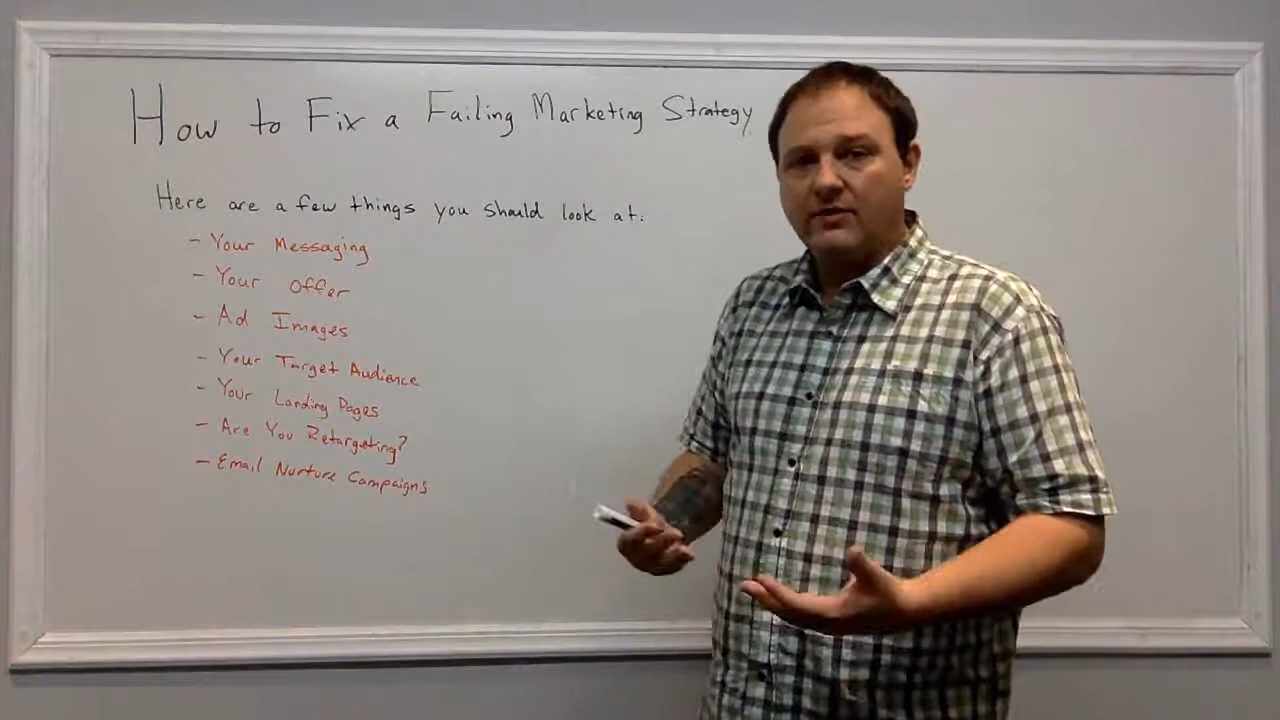 How to Fix a Failing Marketing Strategy
Here are a few things you should look at:
- Your Messaging
- Your Offer
- Ad Images
- Your Target Audience
- Your Landing Pages
- Are You Retargeting?
- Email Nurture Campaigns